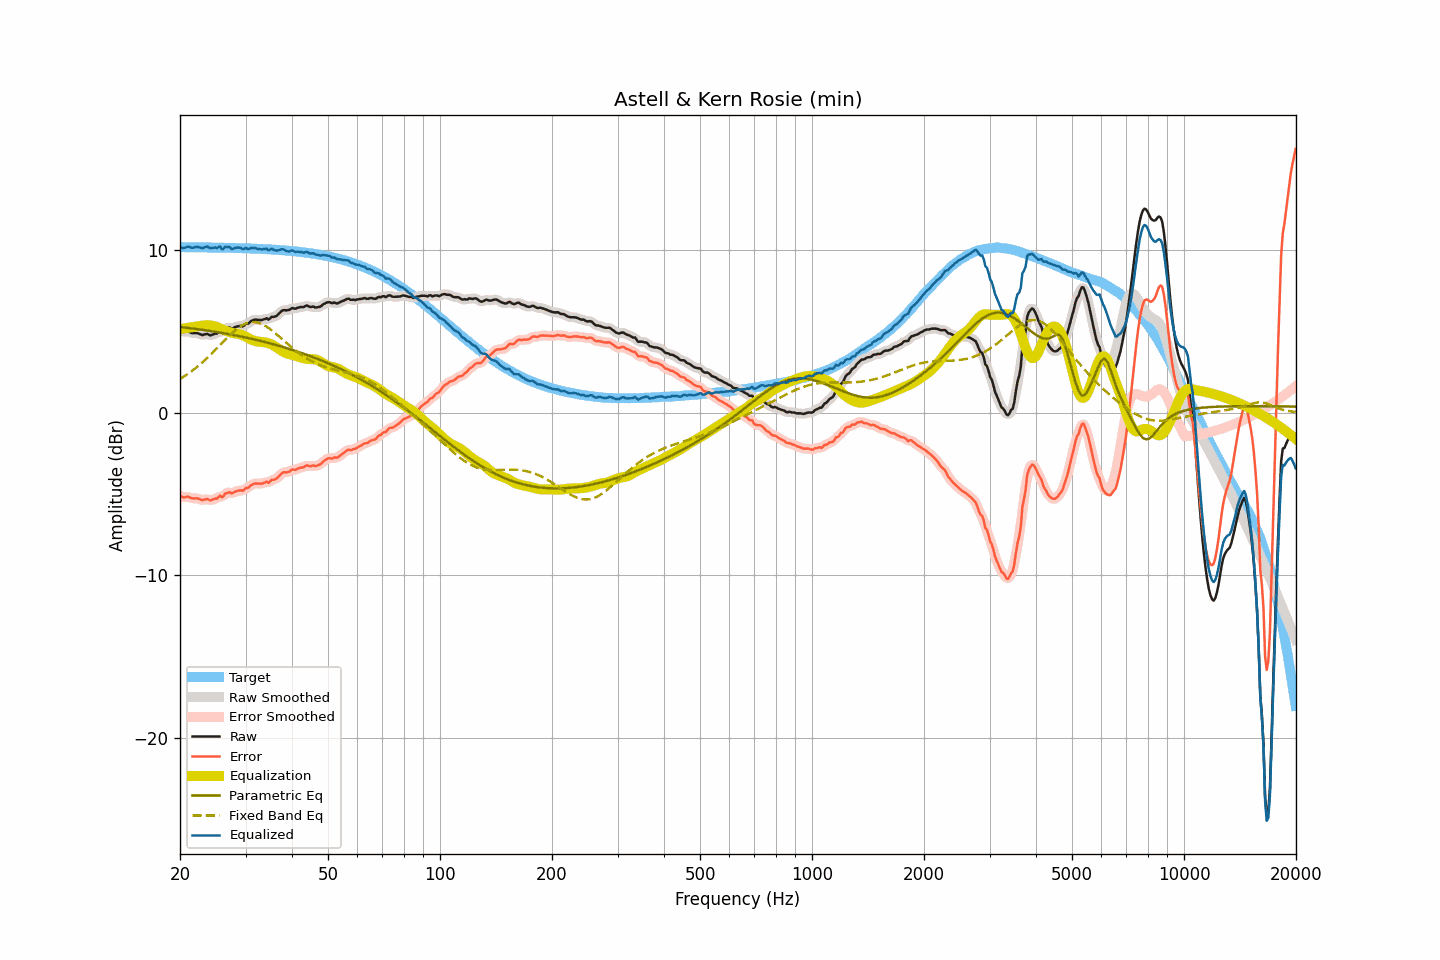 Astell & Kern Rosie (min)
Amplitude (dBr)
10
0
−10
−20
Target
Raw Smoothed
Error Smoothed
Raw
Error
Equalization
Parametric Eq
Fixed Band Eq
Equalized
20 50 100 200 500 1000 2000 5000 10000 20000
Frequency (Hz)